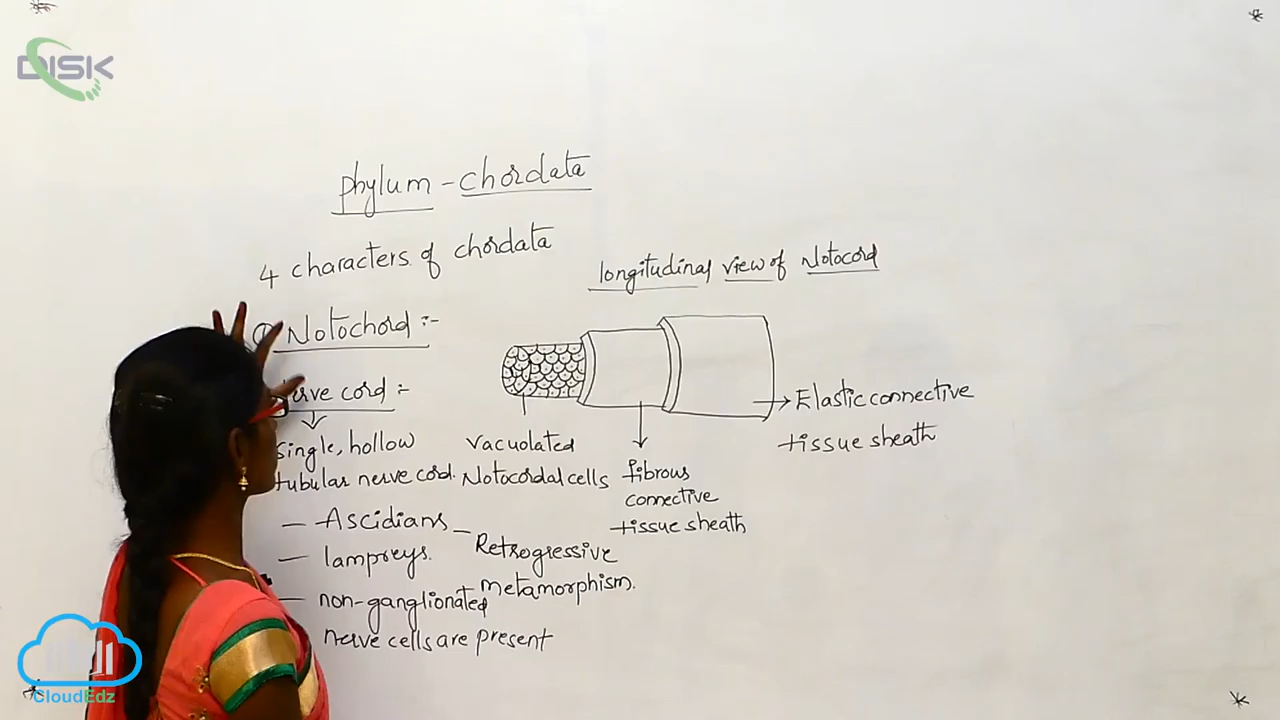 DISK
phylum - chordata
4 characters of chordata
① Notochord :-
erve cord :-
single, hollow
tubular nerve cord.
- Ascidians - Retrogressive
metamorphism.
- lampreys.
- non-ganglionated
nerve cells are present
longitudinal view of Notocord
vacuolated
Notocordal cells
fibrous
connective
tissue sheath
Elastic connective
tissue sheath
CloudEdz